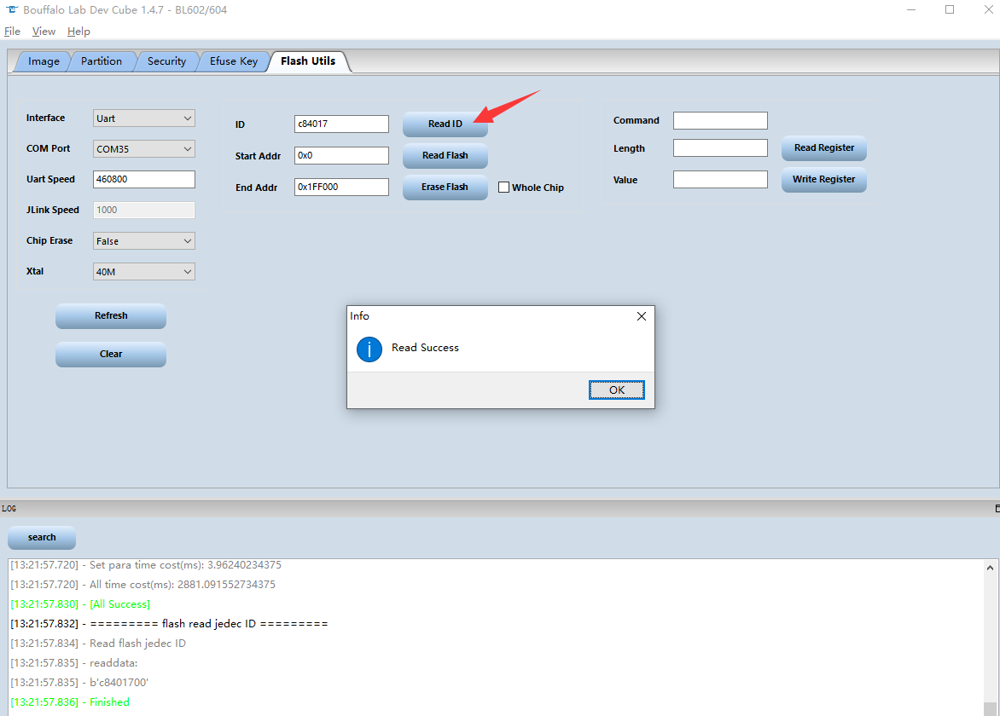 Bouffalo Lab Dev Cube 1.4.7 - BL602/604
File View Help
Image Partition Security Efuse Key Flash Utils
Interface Uart
COM Port COM35
Uart Speed 460800
JLink Speed 1000
Chip Erase False
Xtal 40M
Refresh
Clear
ID c84017 Read ID
Start Addr 0x0 Read Flash
End Addr 0x1FF000 Erase Flash Whole Chip
Command
Length Read Register
Value Write Register
Info
Read Success
OK
LOG
search
[13:21:57.720] - Set para time cost(ms): 3.96240234375
[13:21:57.720] - All time cost(ms): 2881.091552734375
[13:21:57.830] - [All Success]
[13:21:57.832] - ========= flash read jedec ID =========
[13:21:57.834] - Read flash jedec ID
[13:21:57.835] - readdata:
[13:21:57.835] - b'c8401700'
[13:21:57.836] - Finished